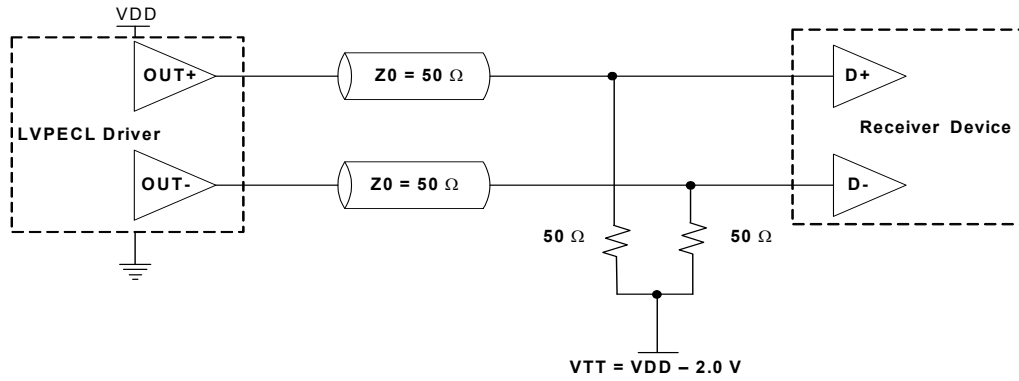 VDD
OUT+
Z0 = 50 Ω
D+
LVPECL Driver
Receiver Device
OUT-
Z0 = 50 Ω
D-
50 Ω
50 Ω
VTT = VDD – 2.0 V